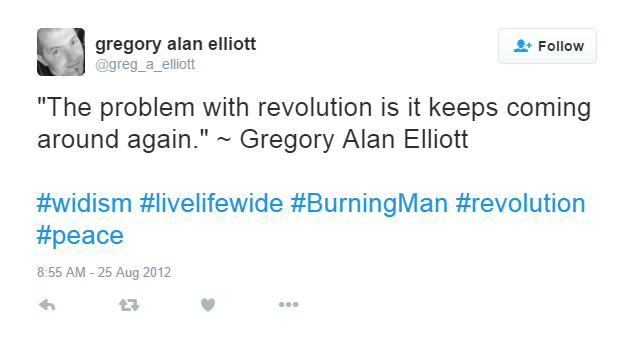 gregory alan elliott
@greg_a_elliott
Follow
"The problem with revolution is it keeps coming
around again." ~ Gregory Alan Elliott
#widism #livelifewide #BurningMan #revolution
#peace
8:55 AM - 25 Aug 2012